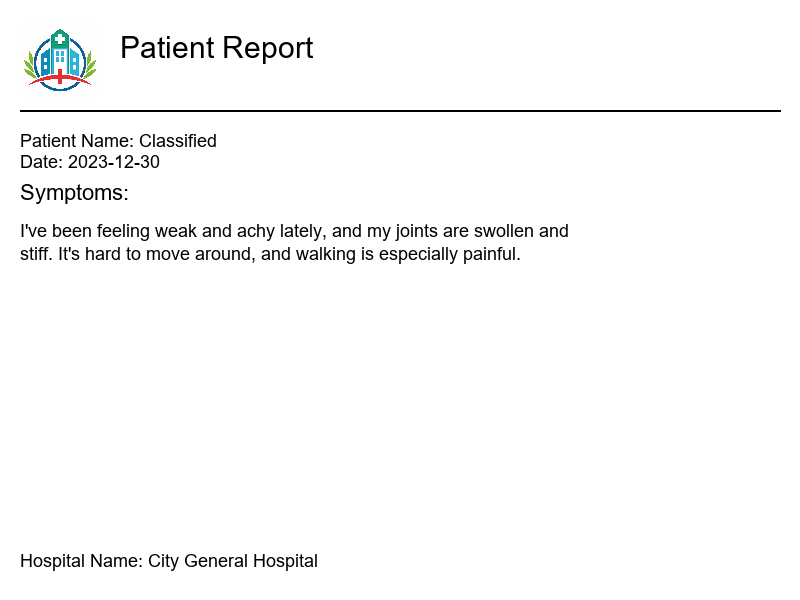 Patient Report
Patient Name: Classified
Date: 2023-12-30
Symptoms:
I've been feeling weak and achy lately, and my joints are swollen and
stiff. It's hard to move around, and walking is especially painful.
Hospital Name: City General Hospital